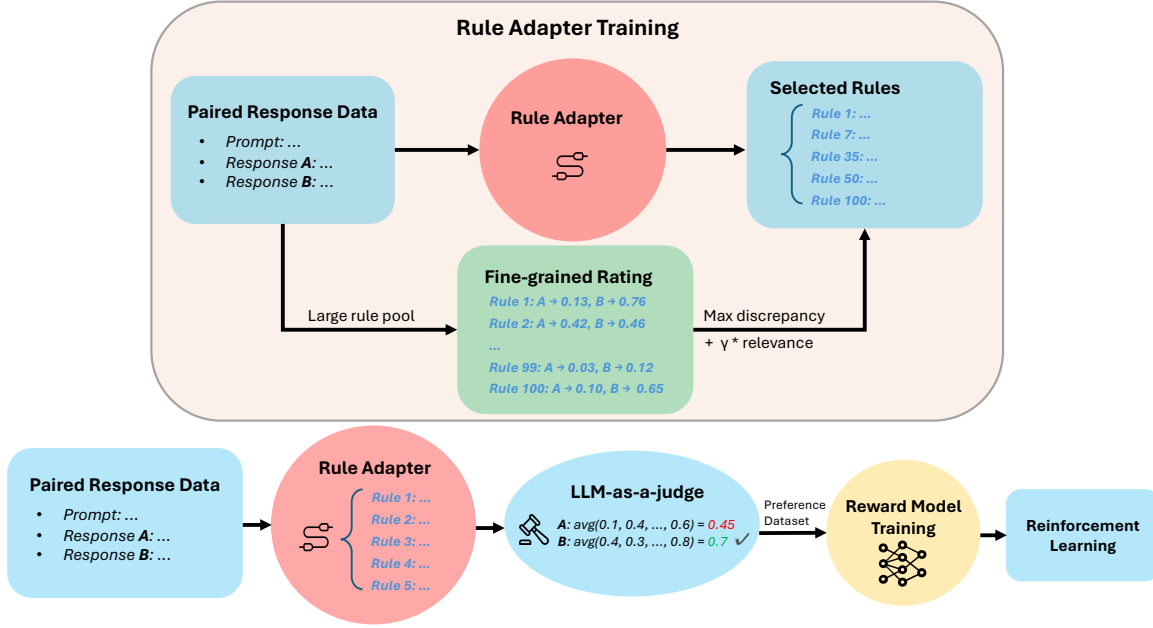 Rule Adapter Training
Paired Response Data
• Prompt: ...
• Response A: ...
• Response B: ...
Rule Adapter
Selected Rules
Rule 1: ...
Rule 7: ...
Rule 35: ...
Rule 50: ...
Rule 100: ...
Large rule pool
Fine-grained Rating
Rule 1: A → 0.13, B → 0.76
Rule 2: A → 0.42, B → 0.46
...
Rule 99: A → 0.03, B → 0.12
Rule 100: A → 0.10, B → 0.65
Max discrepancy
+ γ * relevance
Paired Response Data
• Prompt: ...
• Response A: ...
• Response B: ...
Rule Adapter
Rule 1: ...
Rule 2: ...
Rule 3: ...
Rule 4: ...
Rule 5: ...
LLM-as-a-judge
A: avg(0.1, 0.4, ..., 0.6) = 0.45
B: avg(0.4, 0.3, ..., 0.8) = 0.7 ✓
Preference
Dataset
Reward Model
Training
Reinforcement
Learning